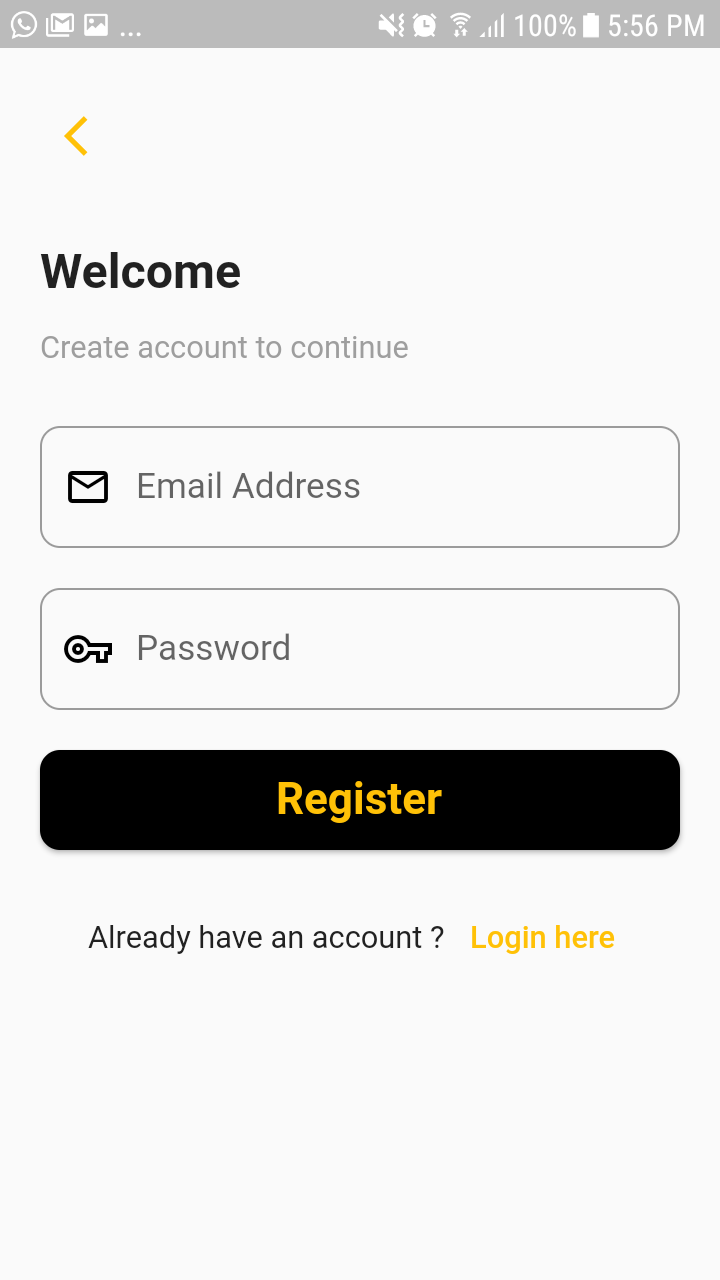 ... 100% 5:56 PM
Welcome
Create account to continue
Email Address
Password
Register
Already have an account ? Login here